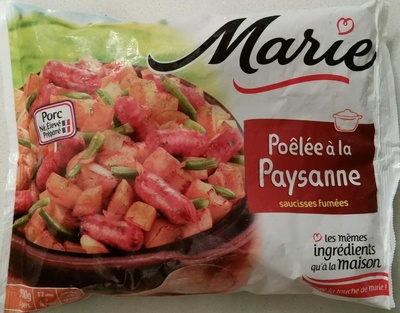 Marie
Porc
Né, Élevé
Préparé
Poêlée à la
Paysanne
saucisses fumées
les mêmes
ingrédients
qu'à la maison
touche de Marie !